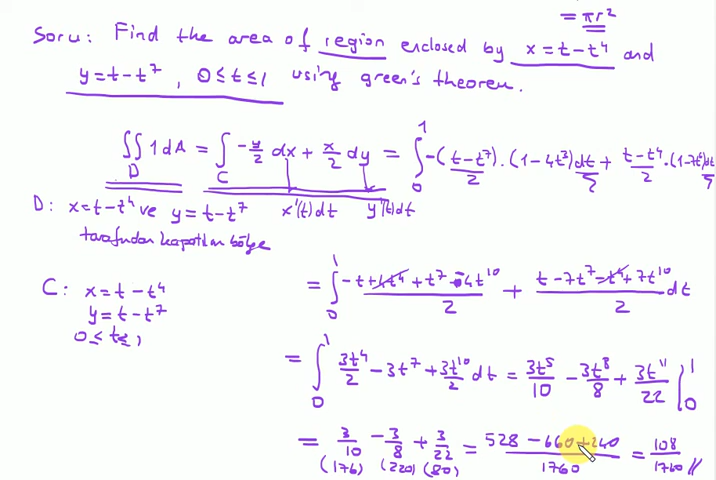 = πr²
Soru: Find the area of region enclosed by x=t-t⁴ and
y=t-t⁷, 0≤t≤1 using green's theorem.
∬_D 1dA = ∫_C -y/2 dx + x/2 dy = ∫₀¹ -(t-t⁷)/2 · (1-4t³)dt + (t-t⁴)/2 · (1-7t⁶)dt
D: x=t-t⁴ ve y=t-t⁷ x'(t)dt y'(t)dt
tarafından kapatılan bölge
C: x=t-t⁴
y=t-t⁷
0≤t≤1
= ∫₀¹ (-t+4t⁴+t⁷-4t¹⁰)/2 + (t-7t⁷-t⁴+7t¹⁰)/2 dt
= ∫₀¹ 3t⁴/2 - 3t⁷ + 3t¹⁰/2 dt = 3t⁵/10 - 3t⁸/8 + 3t¹¹/22 |₀¹
= 3/10 - 3/8 + 3/22 = (528-660+240)/1760 = 108/1760 //
(176) (220) (80)